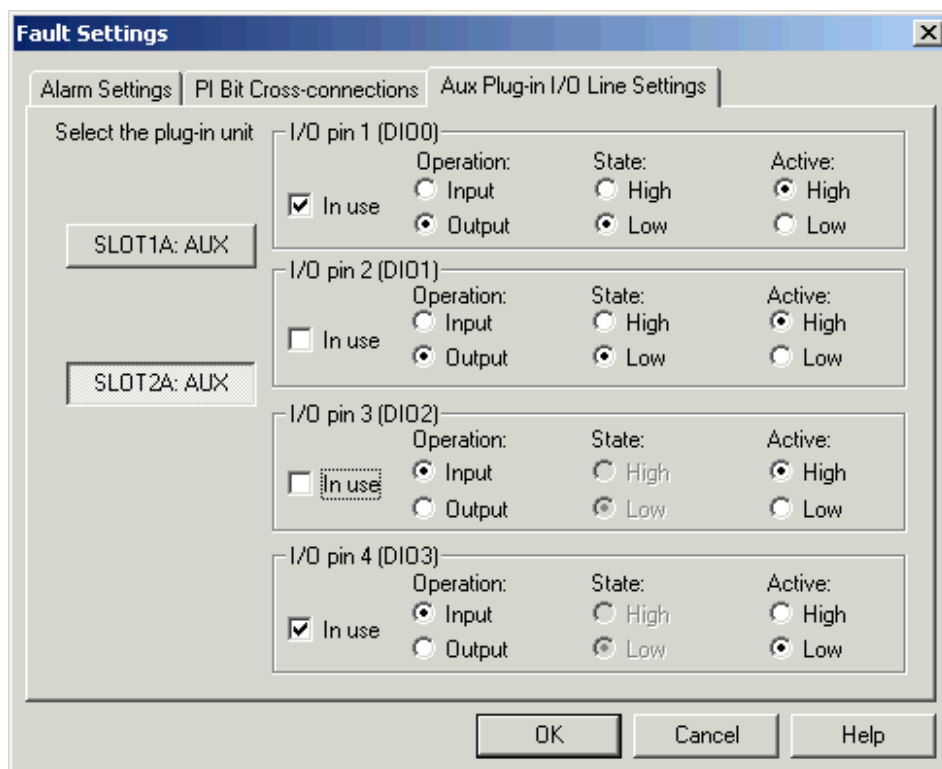 Fault Settings
Alarm Settings
PI Bit Cross-connections
Aux Plug-in I/O Line Settings
Select the plug-in unit
SLOT1A: AUX
SLOT2A: AUX
I/O pin 1 (DIO0)
Operation: State: Active:
In use
Input High High
Output Low Low
I/O pin 2 (DIO1)
Operation: State: Active:
In use
Input High High
Output Low Low
I/O pin 3 (DIO2)
Operation: State: Active:
In use
Input High High
Output Low Low
I/O pin 4 (DIO3)
Operation: State: Active:
In use
Input High High
Output Low Low
OK Cancel Help